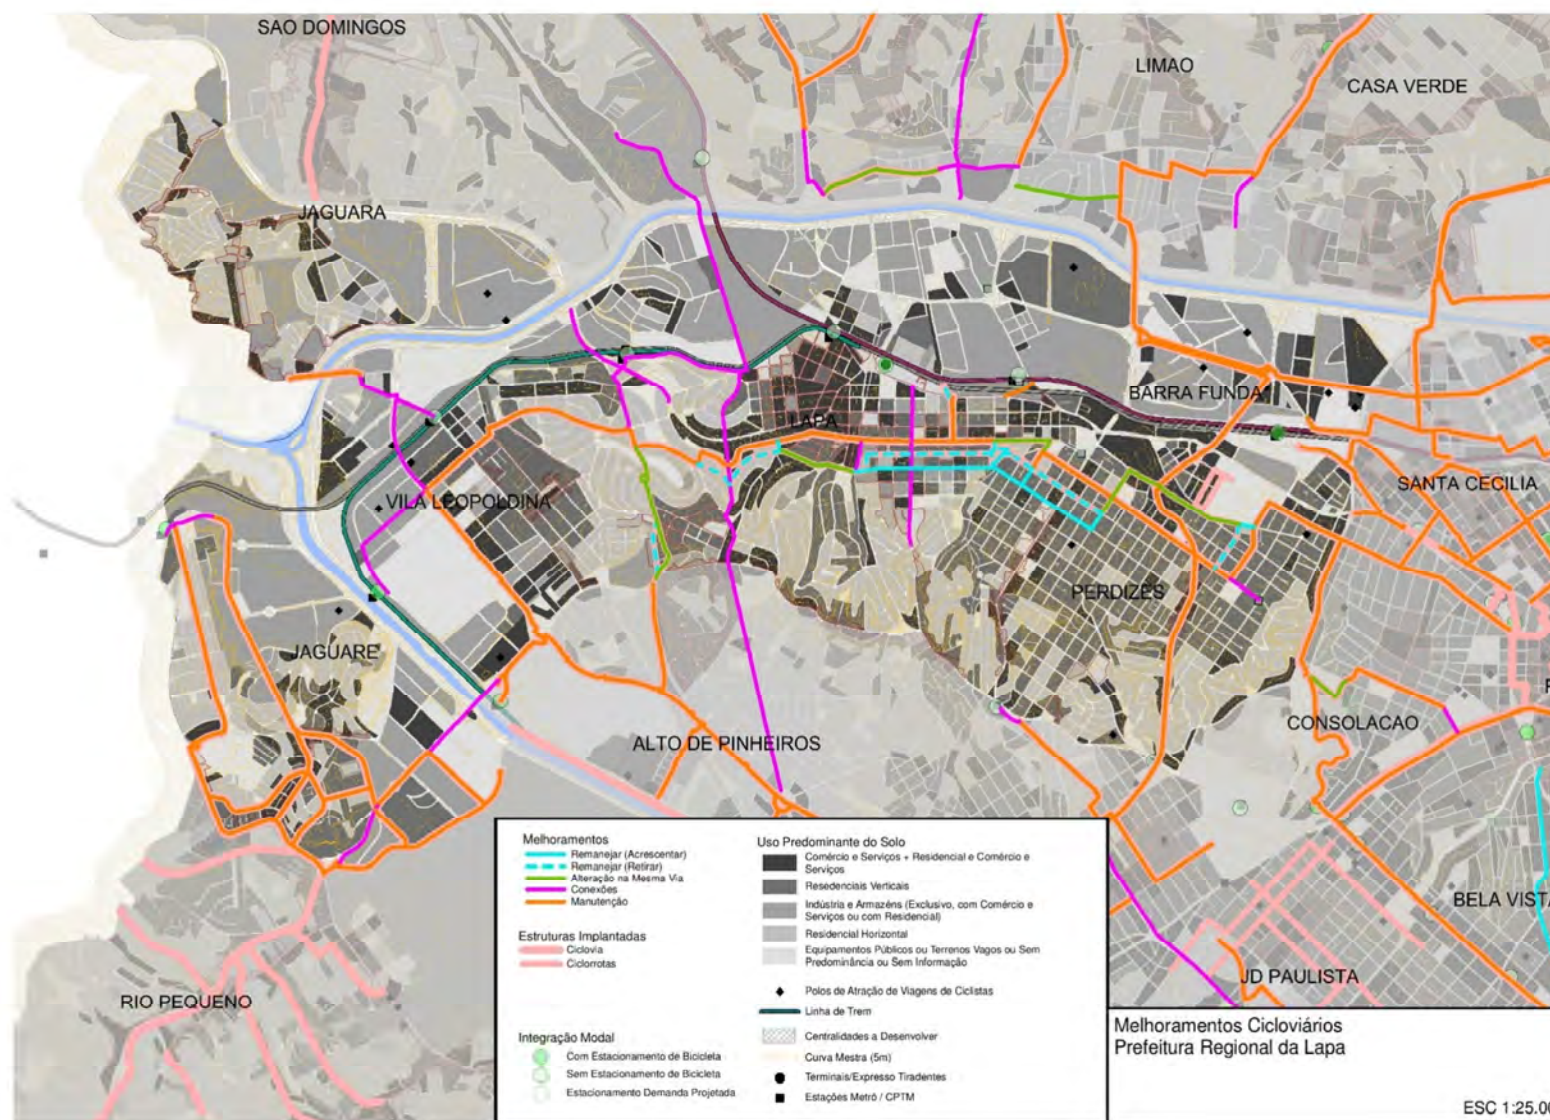 SAO DOMINGOS
LIMAO
CASA VERDE
JAGUARA
BARRA FUNDA
LAPA
SANTA CECILIA
VILA LEOPOLDINA
PERDIZES
JAGUARE
CONSOLACAO
ALTO DE PINHEIROS
BELA VISTA
JD PAULISTA
RIO PEQUENO
Melhoramentos
Remanejar (Acrescentar)
Remanejar (Retirar)
Alteração na Mesma Via
Conexões
Manutenção
Estruturas Implantadas
Ciclovia
Ciclorrotas
Integração Modal
Com Estacionamento de Bicicleta
Sem Estacionamento de Bicicleta
Estacionamento Demanda Projetada
Uso Predominante do Solo
Comércio e Serviços + Residencial e Comércio e
Serviços
Resedenciais Verticais
Indústria e Armazéns (Exclusivo, com Comércio e
Serviços ou com Residencial)
Residencial Horizontal
Equipamentos Públicos ou Terrenos Vagos ou Sem
Predominância ou Sem Informação
Polos de Atração de Viagens de Ciclistas
Linha de Trem
Centralidades a Desenvolver
Curva Mestra (5m)
Terminais/Expresso Tiradentes
Estações Metrô / CPTM
Melhoramentos Cicloviários
Prefeitura Regional da Lapa
ESC 1:25.00